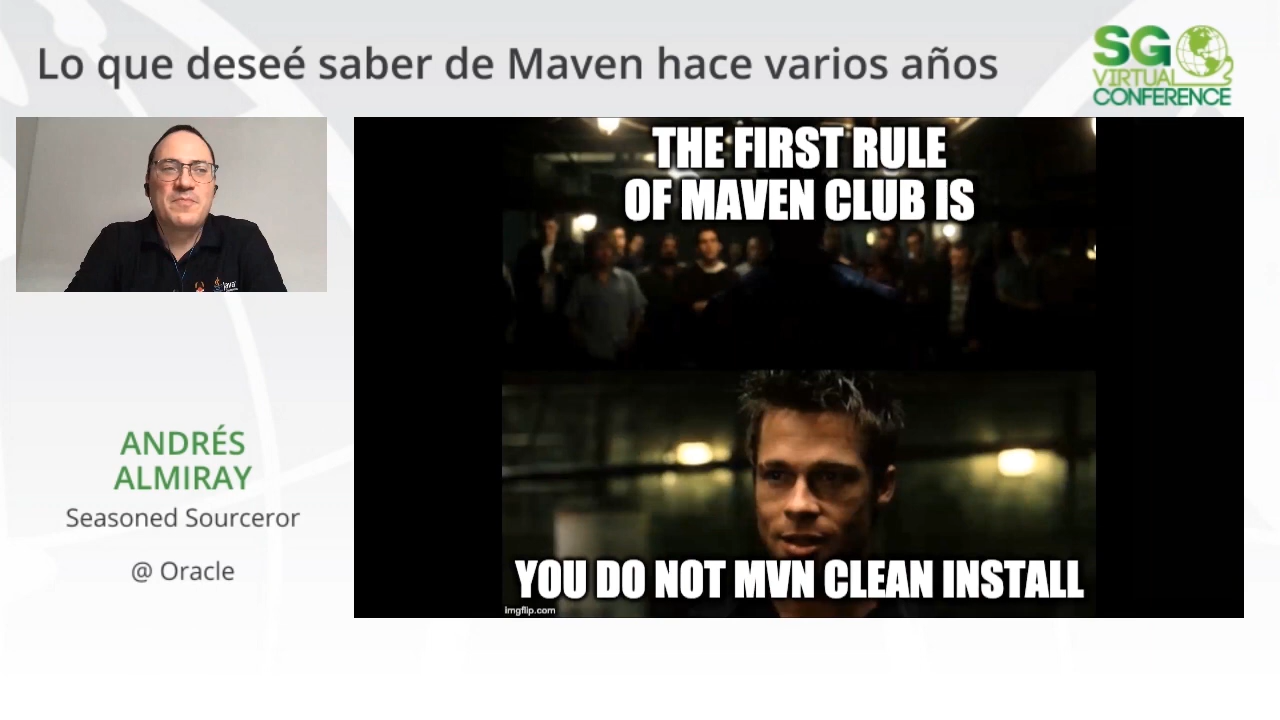 Lo que deseé saber de Maven hace varios años
SG
VIRTUAL
CONFERENCE
THE FIRST RULE
OF MAVEN CLUB IS
YOU DO NOT MVN CLEAN INSTALL
imgflip.com
Java
ANDRÉS
ALMIRAY
Seasoned Sourceror
@ Oracle